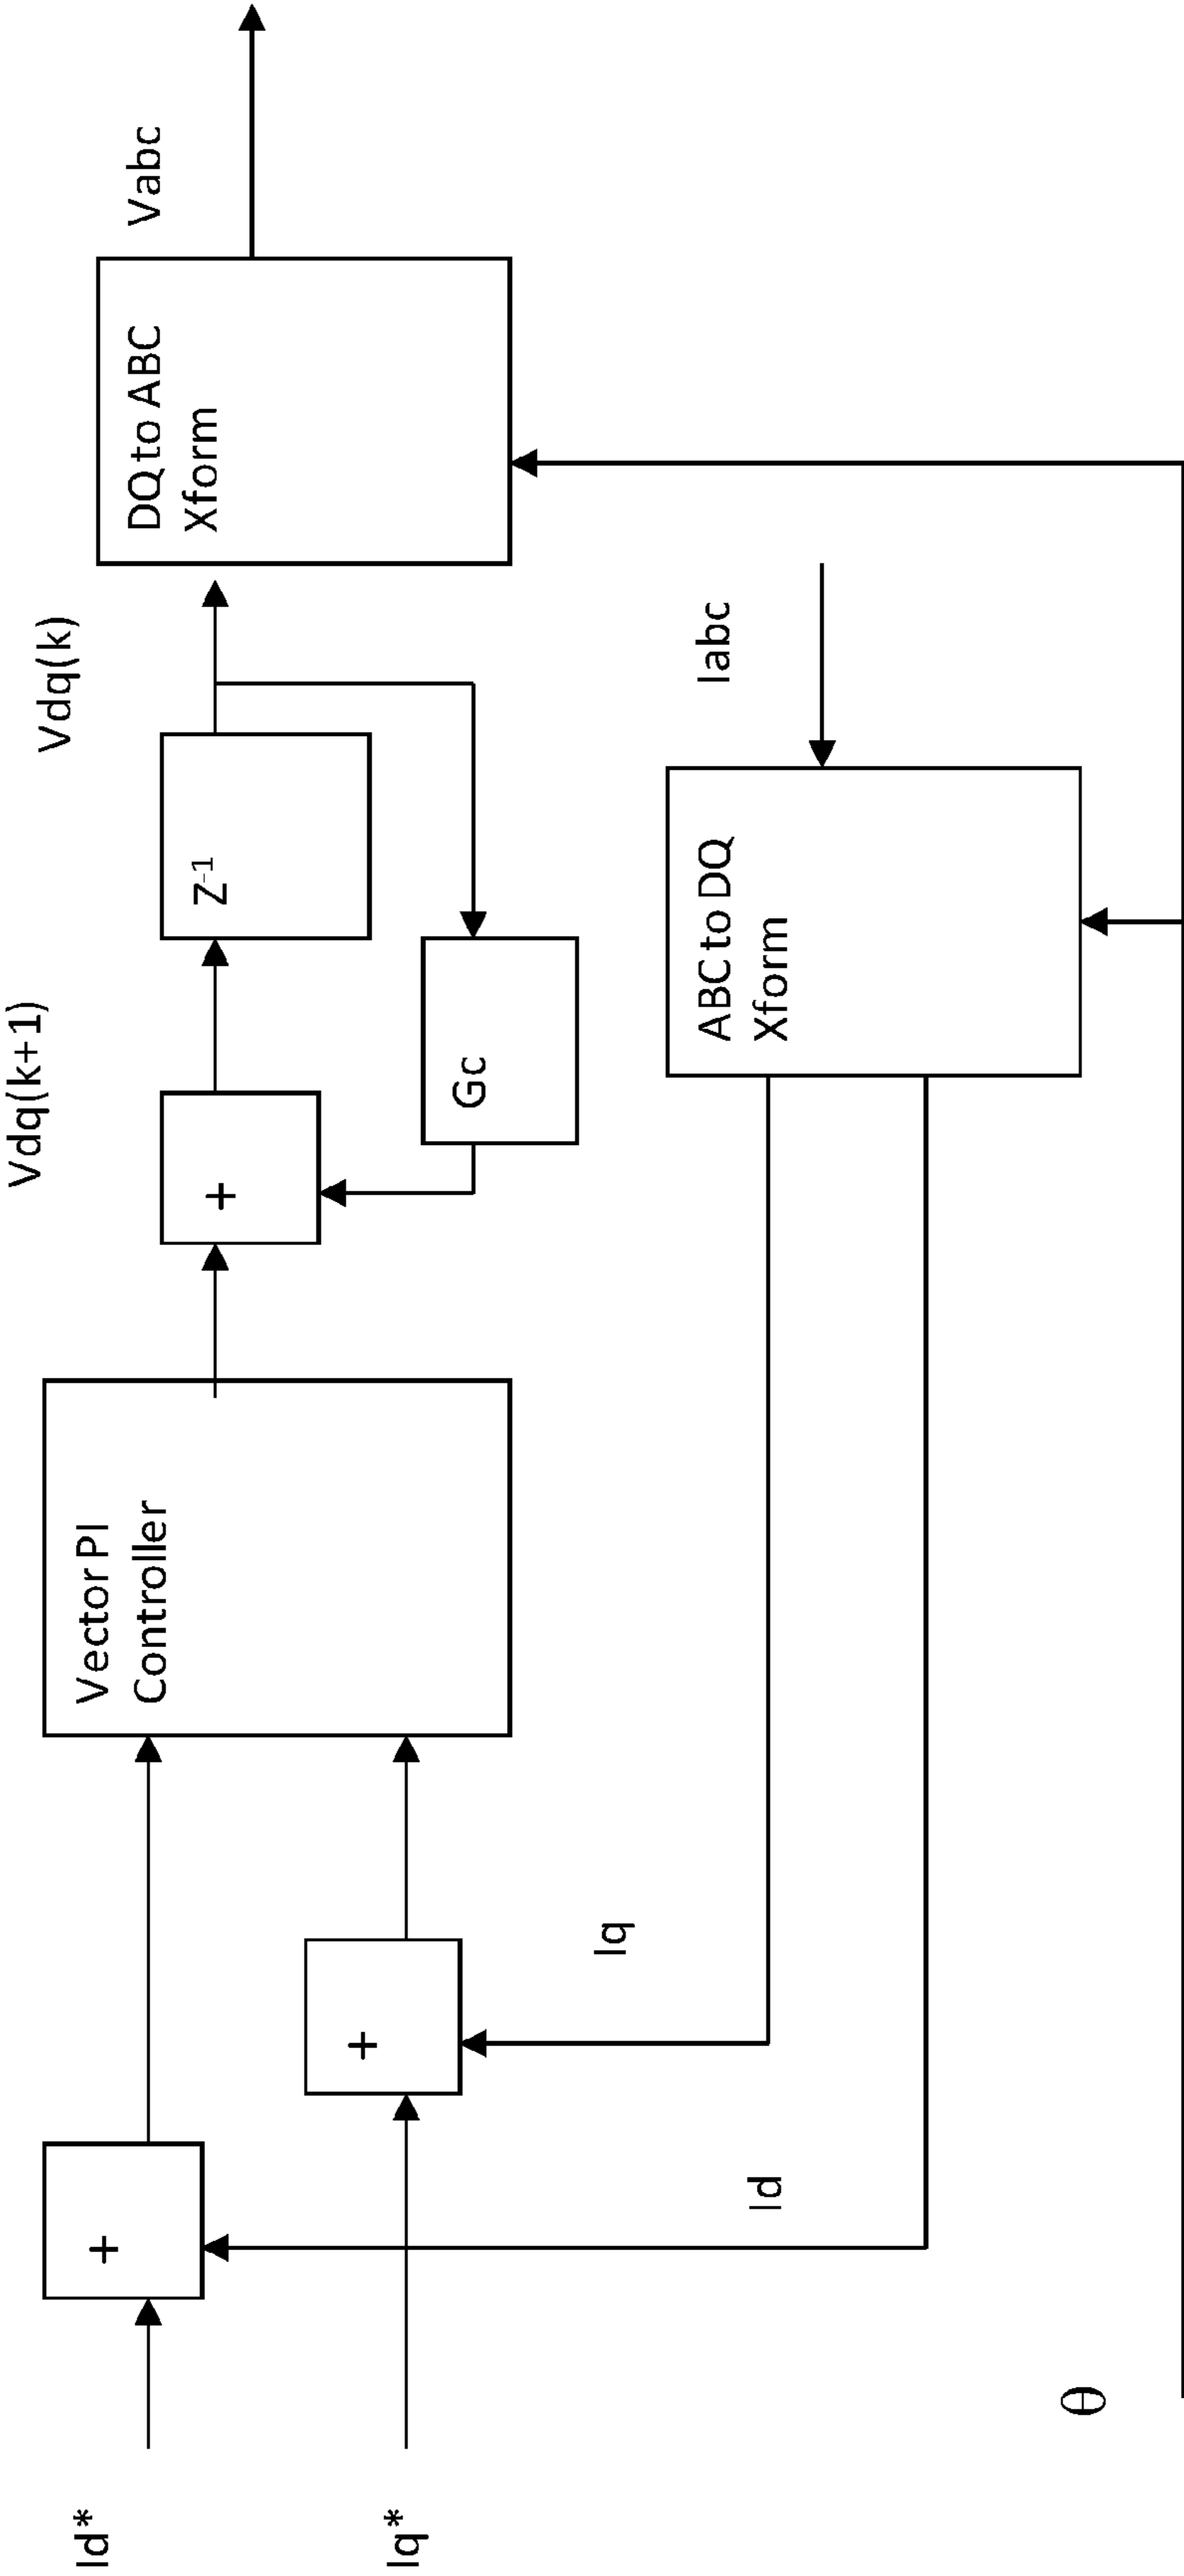 Id*
Iq*
θ
+
+
Id
Iq
Vector PI
Controller
+
Vdq(k+1)
Gc
Z-1
Vdq(k)
ABC to DQ
Xform
Iabc
DQ to ABC
Xform
Vabc